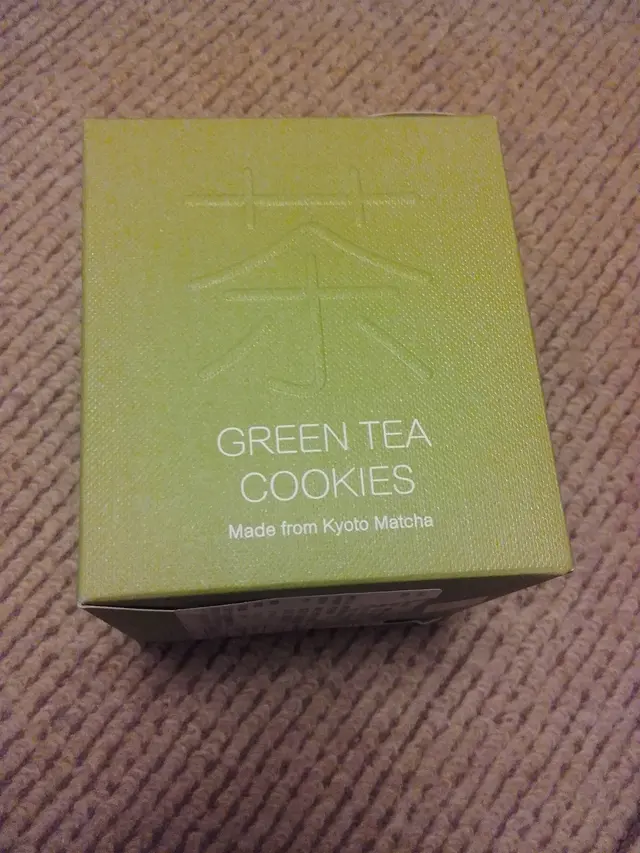 茶
GREEN TEA
COOKIES
Made from Kyoto Matcha